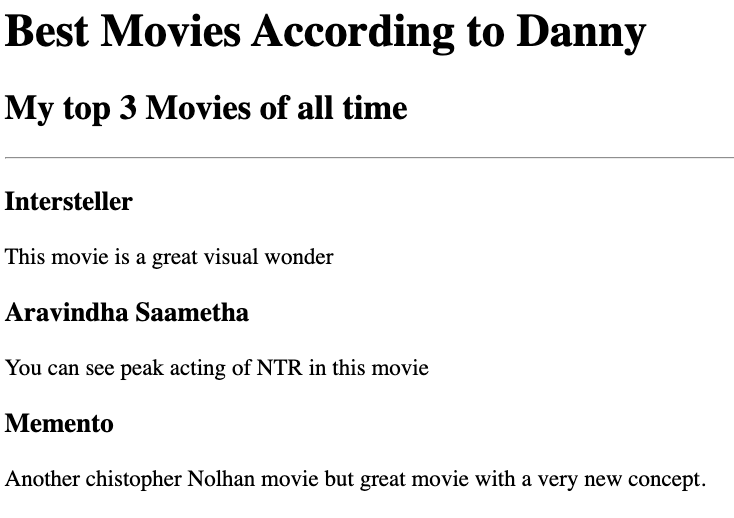 Best Movies According to Danny
My top 3 Movies of all time
Intersteller
This movie is a great visual wonder
Aravindha Saametha
You can see peak acting of NTR in this movie
Memento
Another chistopher Nolhan movie but great movie with a very new concept.